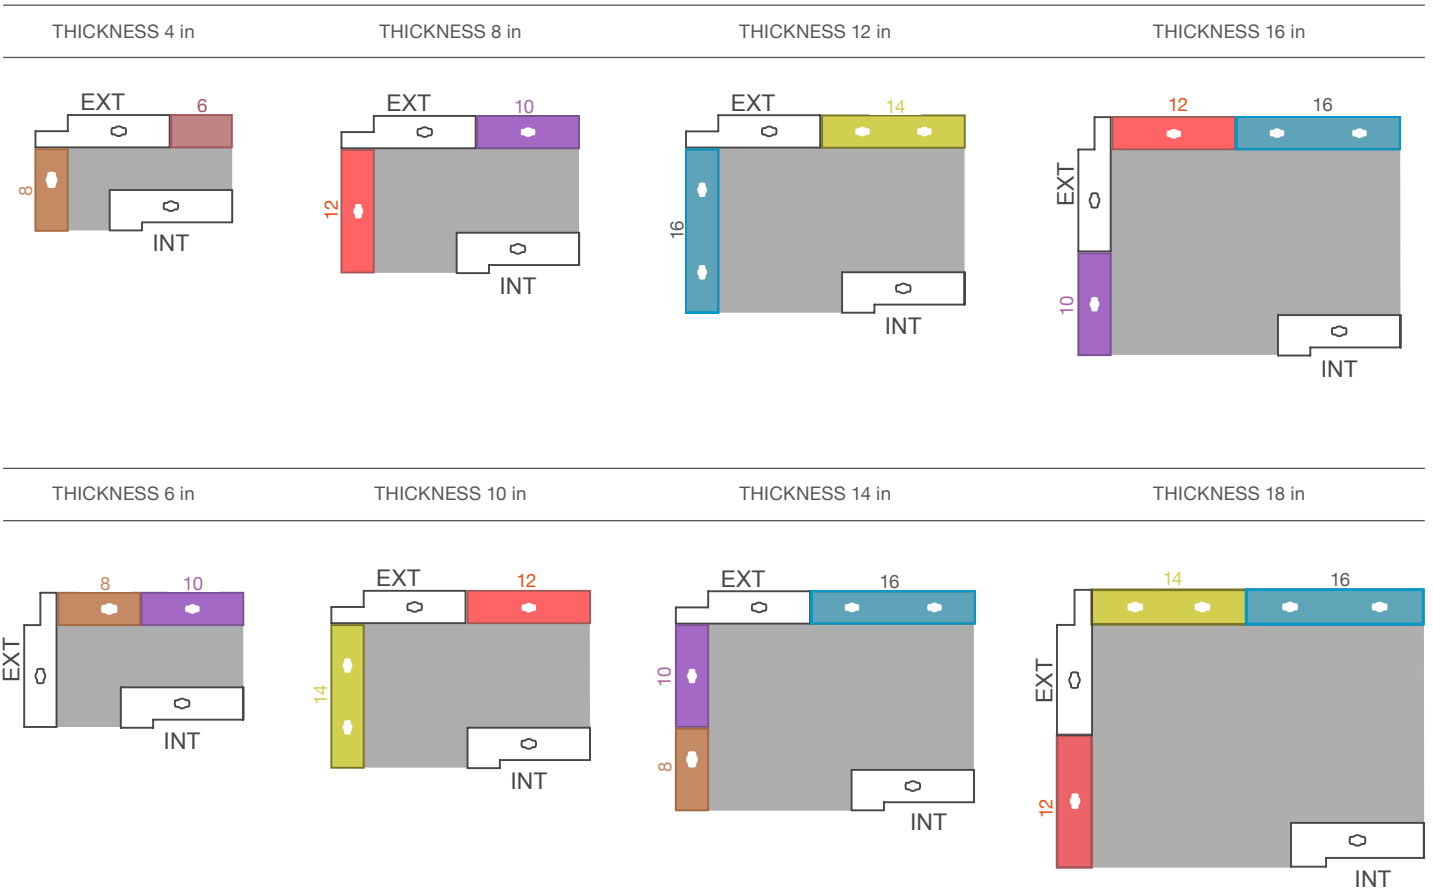 THICKNESS 4 in
THICKNESS 8 in
THICKNESS 12 in
THICKNESS 16 in
EXT
6
8
INT
EXT
10
12
INT
EXT
14
16
INT
12
16
EXT
10
INT
THICKNESS 6 in
THICKNESS 10 in
THICKNESS 14 in
THICKNESS 18 in
8
10
EXT
INT
EXT
12
14
INT
EXT
16
10
8
INT
14
16
EXT
12
INT